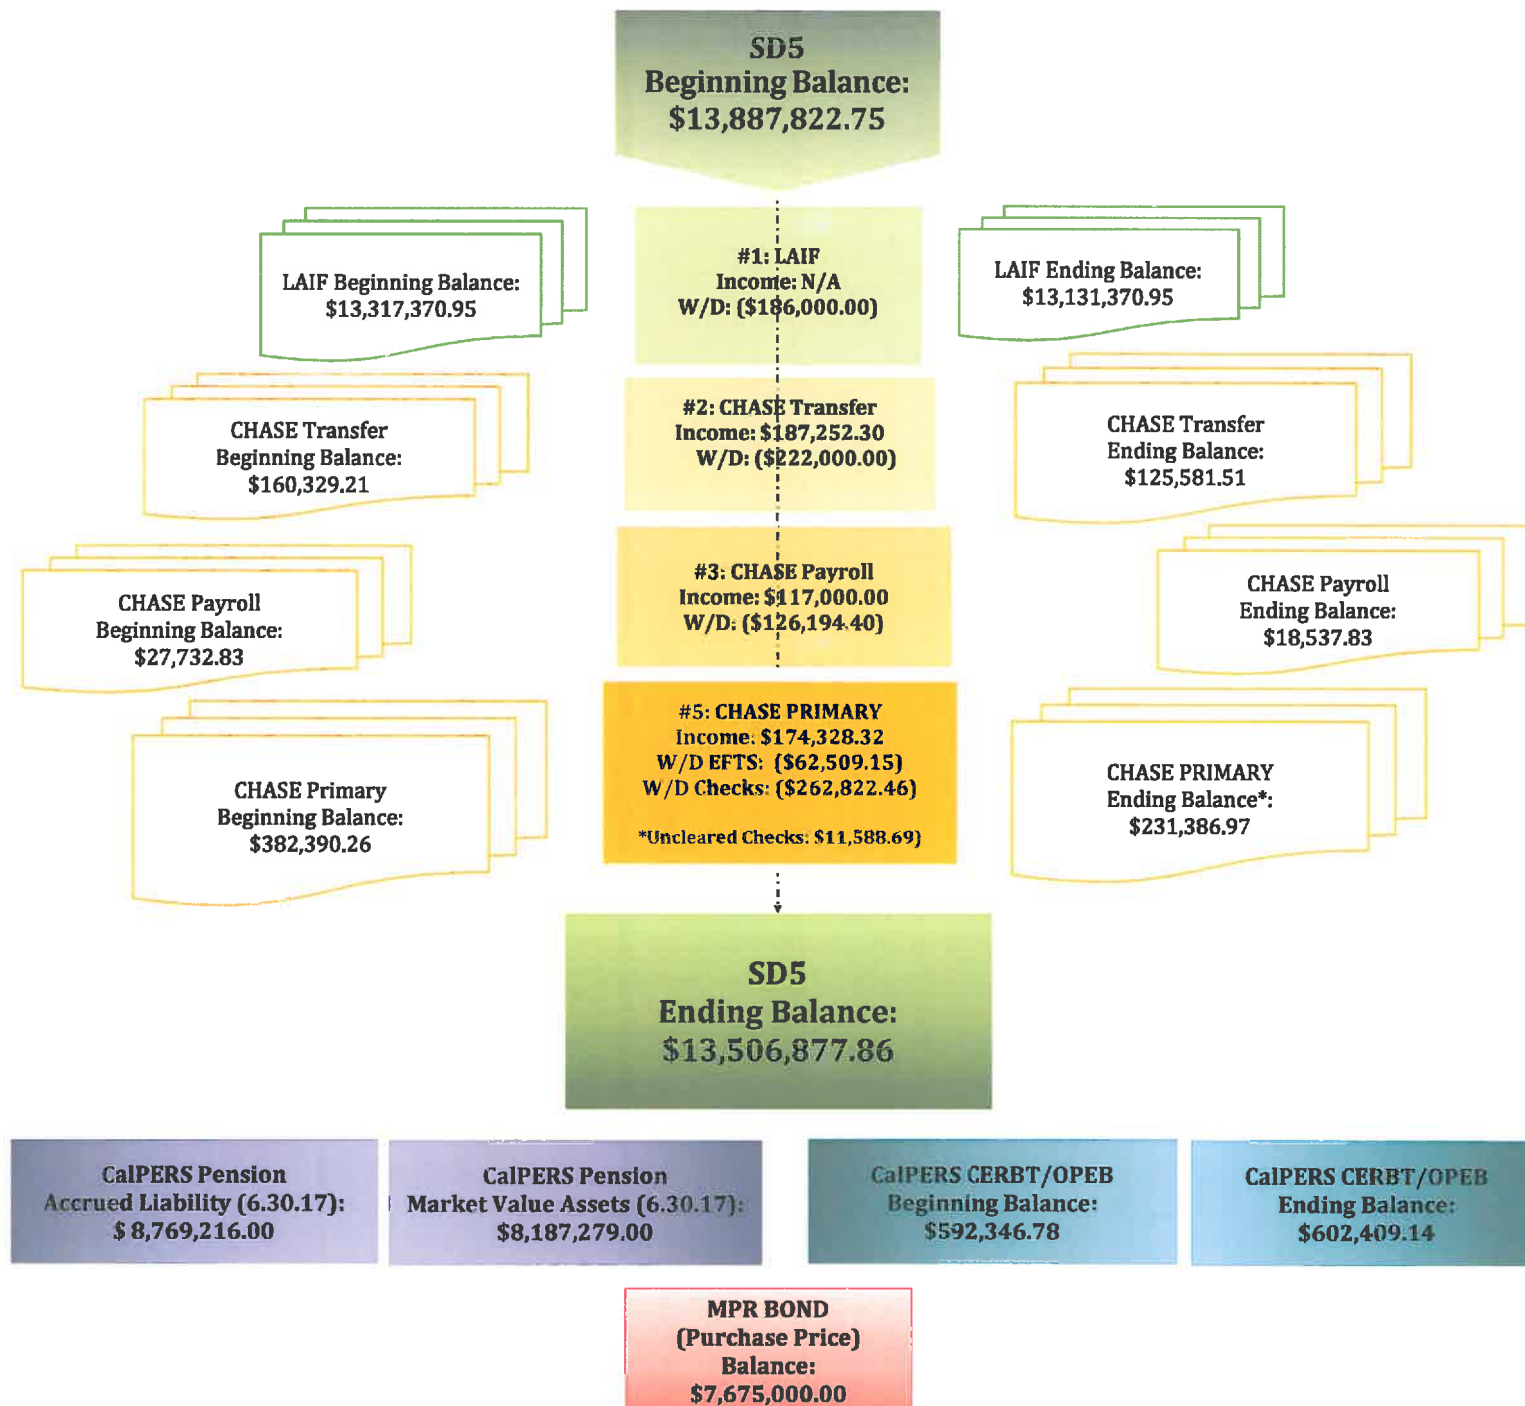 SD5
Beginning Balance:
$13,887,822.75
LAIF Beginning Balance:
$13,317,370.95
#1: LAIF
Income: N/A
W/D: ($186,000.00)
LAIF Ending Balance:
$13,131,370.95
CHASE Transfer
Beginning Balance:
$160,329.21
#2: CHASE Transfer
Income: $187,252.30
W/D: ($222,000.00)
CHASE Transfer
Ending Balance:
$125,581.51
CHASE Payroll
Beginning Balance:
$27,732.83
#3: CHASE Payroll
Income: $117,000.00
W/D: ($126,194.40)
CHASE Payroll
Ending Balance:
$18,537.83
CHASE Primary
Beginning Balance:
$382,390.26
#5: CHASE PRIMARY
Income: $174,328.32
W/D EFTS: ($62,509.15)
W/D Checks: ($262,822.46)
*Uncleared Checks: $11,588.69)
CHASE PRIMARY
Ending Balance*:
$231,386.97
SD5
Ending Balance:
$13,506,877.86
CalPERS Pension
Accrued Liability (6.30.17):
$ 8,769,216.00
CalPERS Pension
Market Value Assets (6.30.17):
$8,187,279.00
CalPERS CERBT/OPEB
Beginning Balance:
$592,346.78
CalPERS CERBT/OPEB
Ending Balance:
$602,409.14
MPR BOND
(Purchase Price)
Balance:
$7,675,000.00